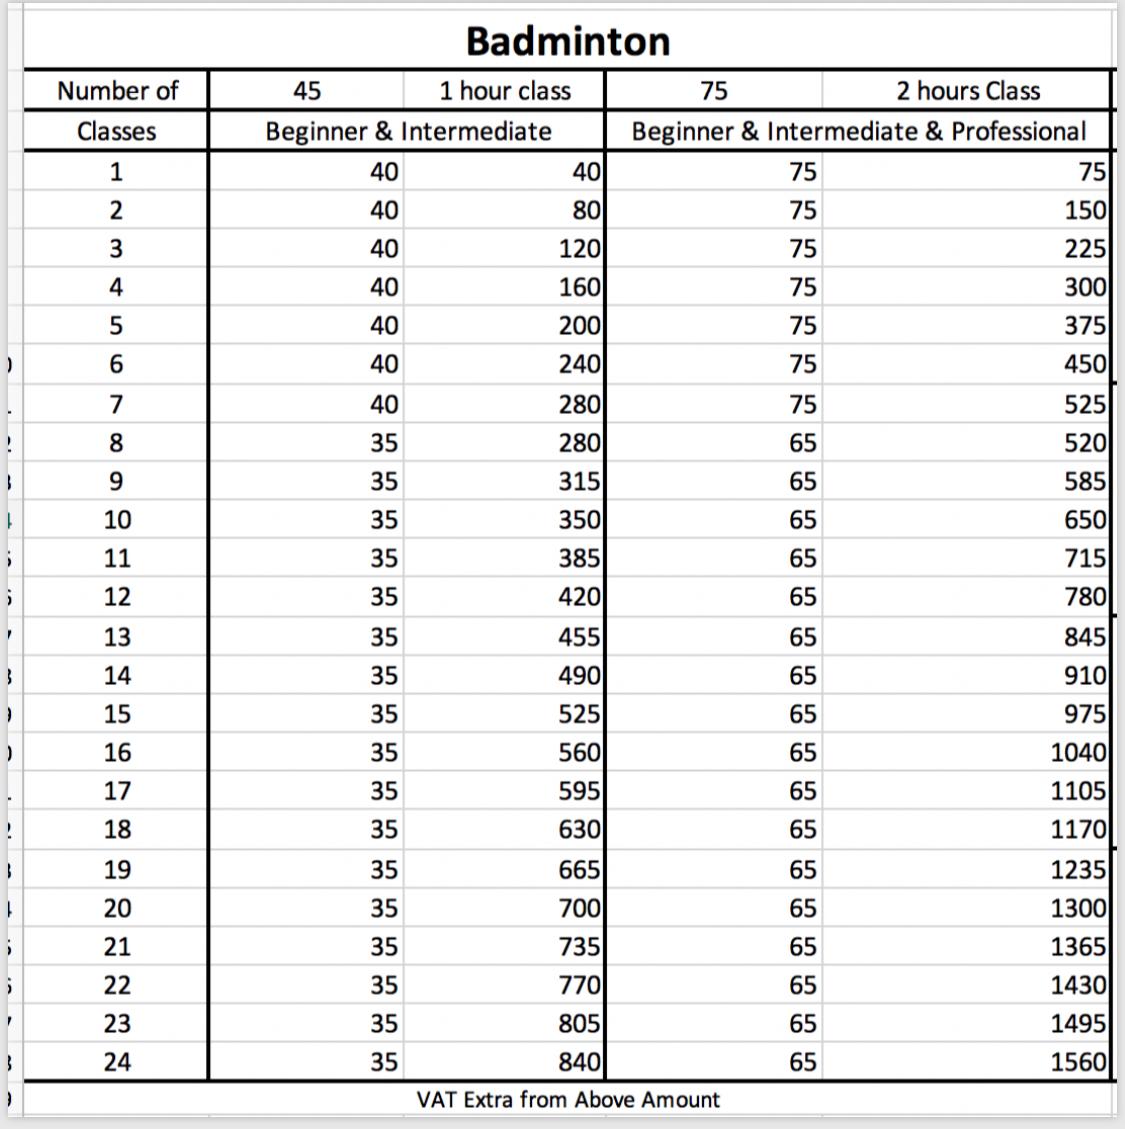 Badminton
Number of 45 1 hour class 75 2 hours Class
Classes Beginner & Intermediate Beginner & Intermediate & Professional
1 40 40 75 75
2 40 80 75 150
3 40 120 75 225
4 40 160 75 300
5 40 200 75 375
6 40 240 75 450
7 40 280 75 525
8 35 280 65 520
9 35 315 65 585
10 35 350 65 650
11 35 385 65 715
12 35 420 65 780
13 35 455 65 845
14 35 490 65 910
15 35 525 65 975
16 35 560 65 1040
17 35 595 65 1105
18 35 630 65 1170
19 35 665 65 1235
20 35 700 65 1300
21 35 735 65 1365
22 35 770 65 1430
23 35 805 65 1495
24 35 840 65 1560
VAT Extra from Above Amount